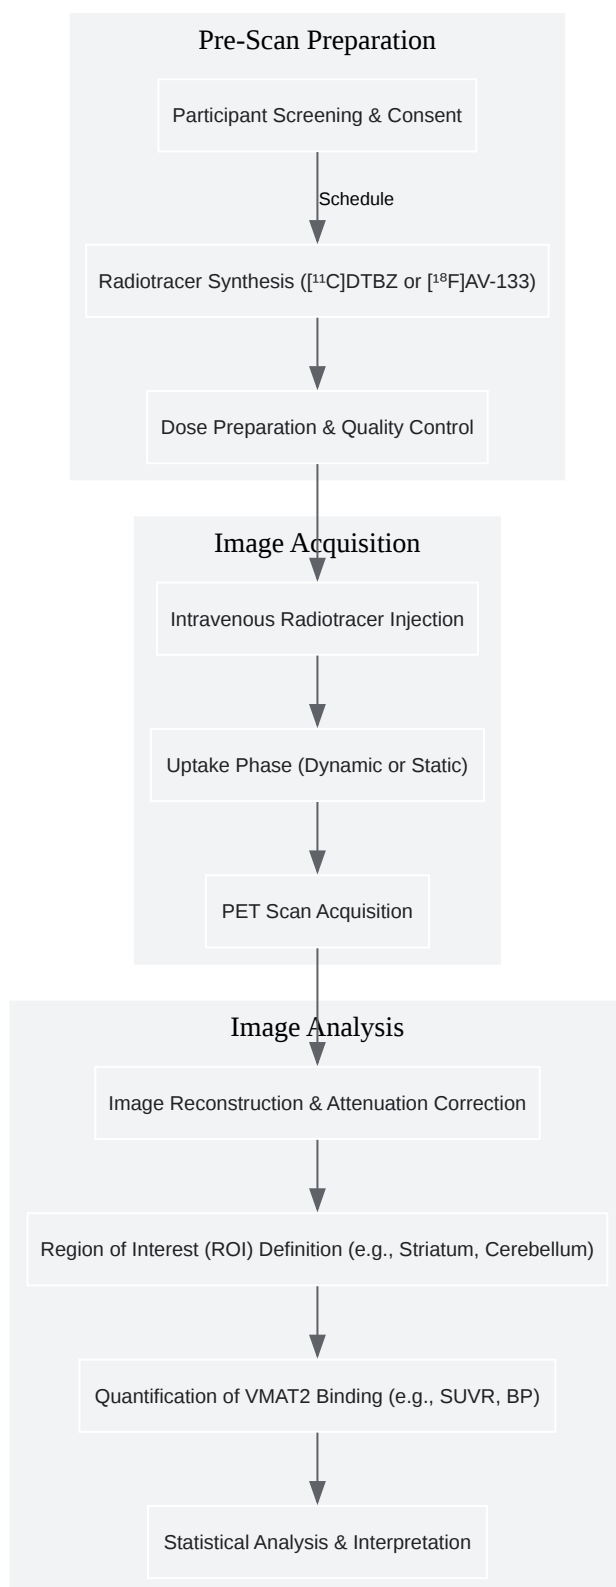 Pre-Scan Preparation
Participant Screening & Consent
Schedule
Radiotracer Synthesis ([¹¹C]DTBZ or [¹⁸F]AV-133)
Dose Preparation & Quality Control
Image Acquisition
Intravenous Radiotracer Injection
Uptake Phase (Dynamic or Static)
PET Scan Acquisition
Image Analysis
Image Reconstruction & Attenuation Correction
Region of Interest (ROI) Definition (e.g., Striatum, Cerebellum)
Quantification of VMAT2 Binding (e.g., SUVR, BP)
Statistical Analysis & Interpretation